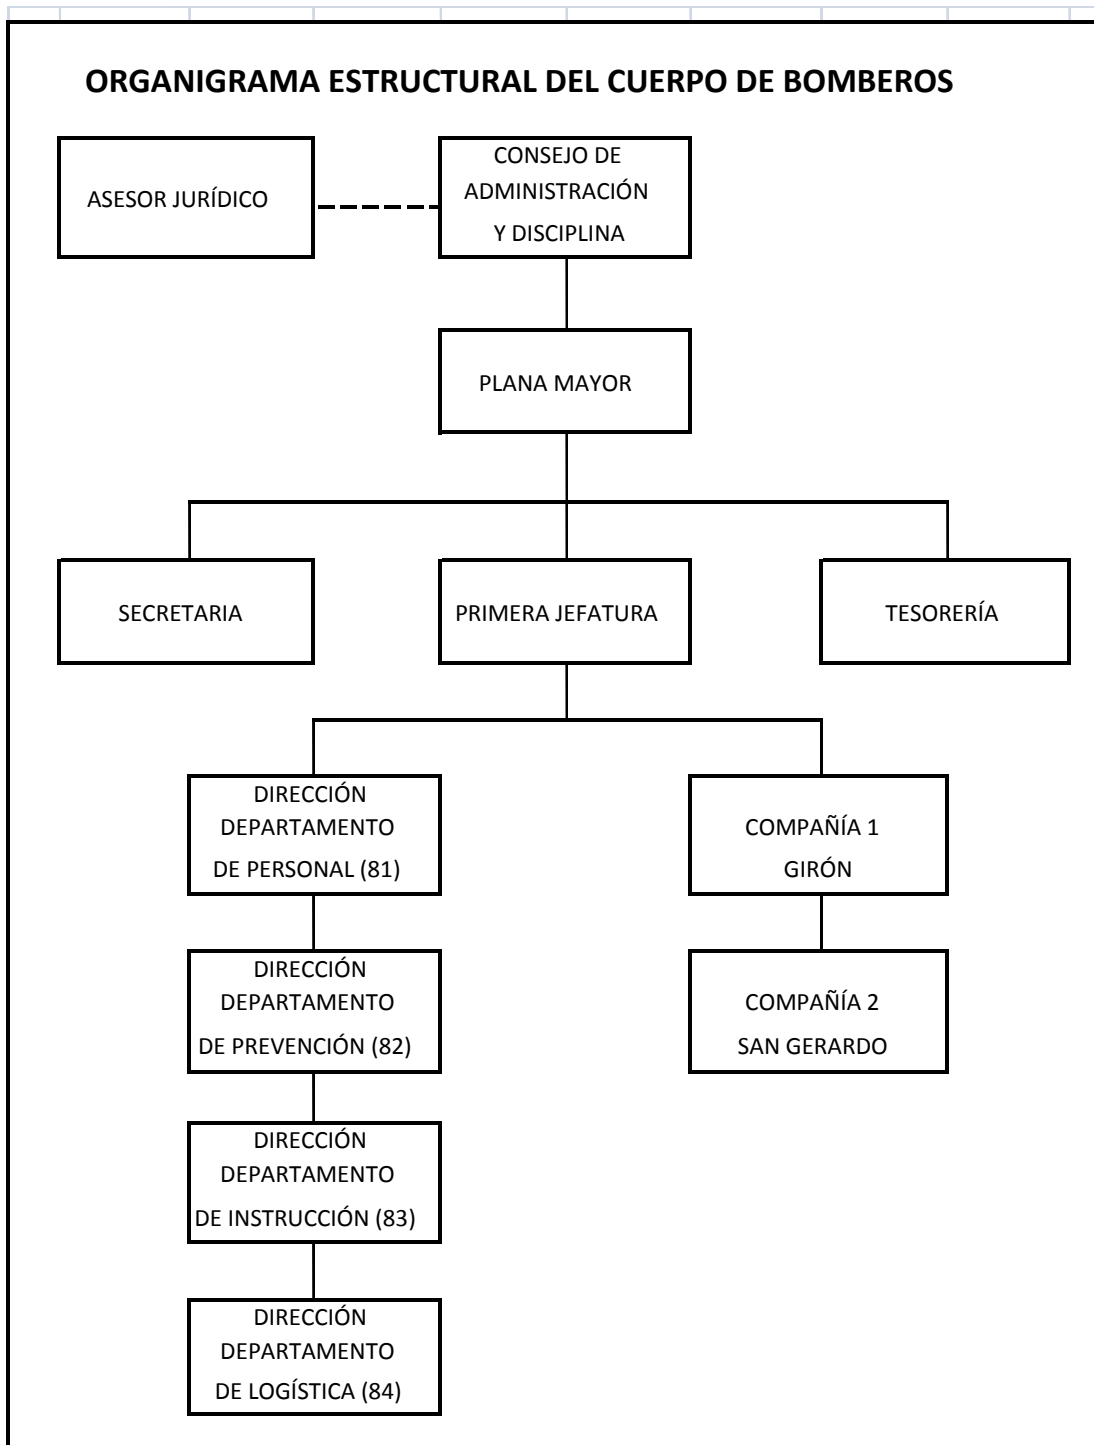 ORGANIGRAMA ESTRUCTURAL DEL CUERPO DE BOMBEROS
ASESOR JURÍDICO
CONSEJO DE
ADMINISTRACIÓN
Y DISCIPLINA
PLANA MAYOR
SECRETARIA
PRIMERA JEFATURA
TESORERÍA
DIRECCIÓN
DEPARTAMENTO
DE PERSONAL (81)
COMPAÑÍA 1
GIRÓN
DIRECCIÓN
DEPARTAMENTO
DE PREVENCIÓN (82)
COMPAÑÍA 2
SAN GERARDO
DIRECCIÓN
DEPARTAMENTO
DE INSTRUCCIÓN (83)
DIRECCIÓN
DEPARTAMENTO
DE LOGÍSTICA (84)